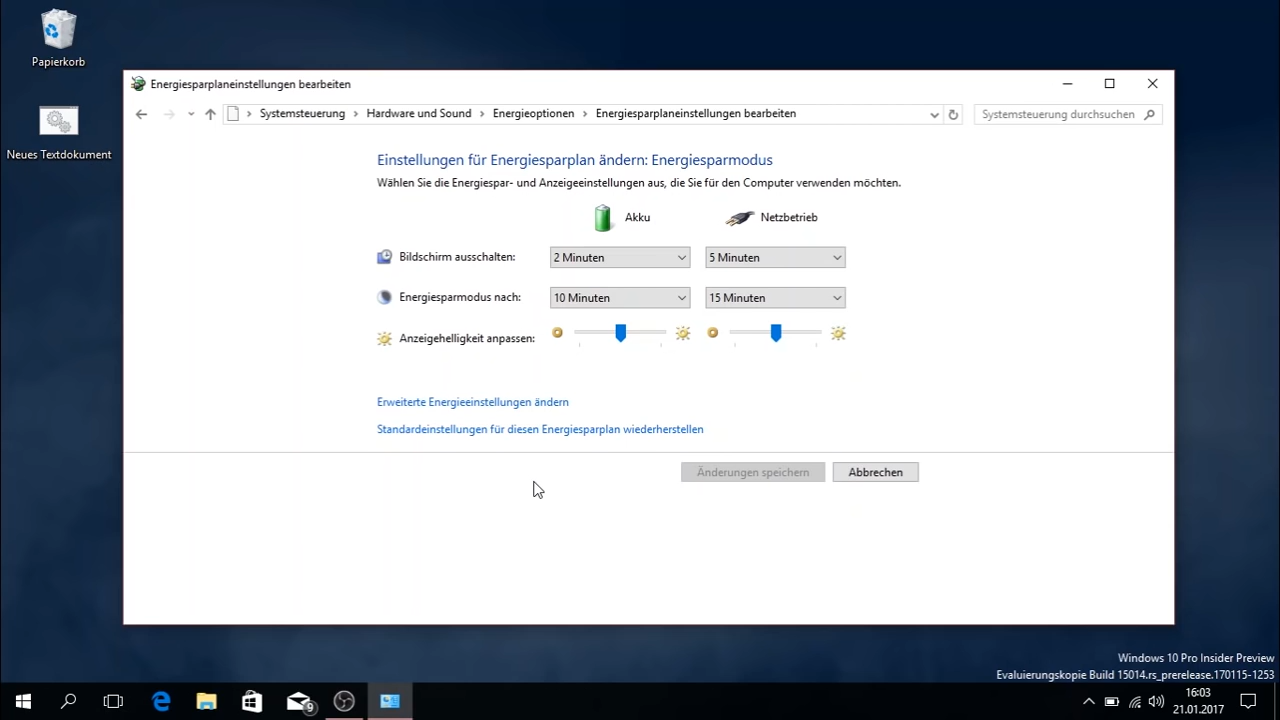 Papierkorb
Neues Textdokument
Energiesparplaneinstellungen bearbeiten
Systemsteuerung
Hardware und Sound
Energieoptionen
Energiesparplaneinstellungen bearbeiten
Systemsteuerung durchsuchen
Einstellungen für Energiesparplan ändern: Energiesparmodus
Wählen Sie die Energiespar- und Anzeigeeinstellungen aus, die Sie für den Computer verwenden möchten.
Akku
Netzbetrieb
Bildschirm ausschalten:
2 Minuten
5 Minuten
Energiesparmodus nach:
10 Minuten
15 Minuten
Anzeigehelligkeit anpassen:
Erweiterte Energieeinstellungen ändern
Standardeinstellungen für diesen Energiesparplan wiederherstellen
Änderungen speichern
Abbrechen
Windows 10 Pro Insider Preview
Evaluierungskopie Build 15014.rs_prerelease.170115-1253
9
16:03
21.01.2017